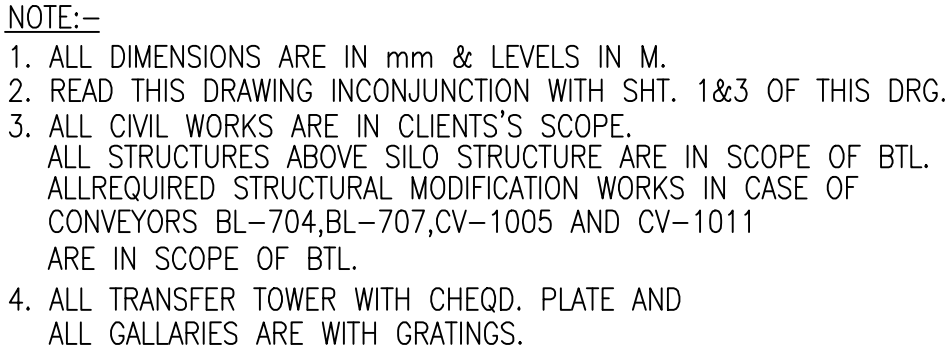 NOTE:–
1. ALL DIMENSIONS ARE IN mm & LEVELS IN M.
2. READ THIS DRAWING INCONJUNCTION WITH SHT. 1&3 OF THIS DRG.
3. ALL CIVIL WORKS ARE IN CLIENTS'S SCOPE.
ALL STRUCTURES ABOVE SILO STRUCTURE ARE IN SCOPE OF BTL.
ALLREQUIRED STRUCTURAL MODIFICATION WORKS IN CASE OF
CONVEYORS BL–704,BL–707,CV–1005 AND CV–1011
ARE IN SCOPE OF BTL.
4. ALL TRANSFER TOWER WITH CHEQD. PLATE AND
ALL GALLARIES ARE WITH GRATINGS.